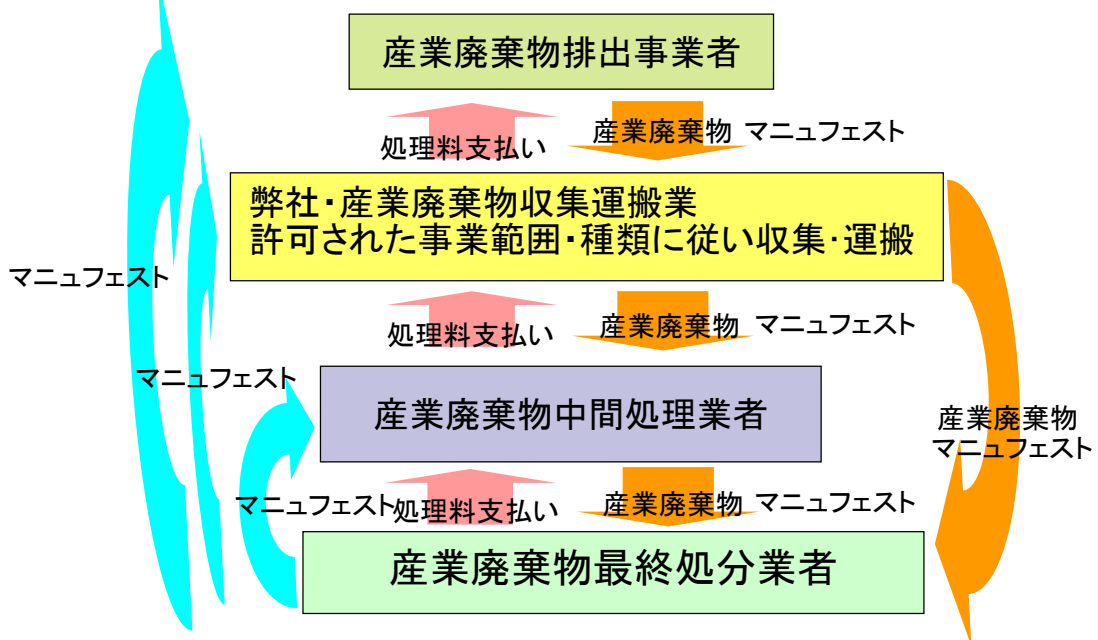 産業廃棄物排出事業者
処理料支払い
産業廃棄物 マニュフェスト
弊社・産業廃棄物収集運搬業
許可された事業範囲・種類に従い収集・運搬
マニュフェスト
処理料支払い
産業廃棄物 マニュフェスト
マニュフェスト
産業廃棄物中間処理業者
産業廃棄物
マニュフェスト
マニュフェスト
処理料支払い
産業廃棄物 マニュフェスト
産業廃棄物最終処分業者